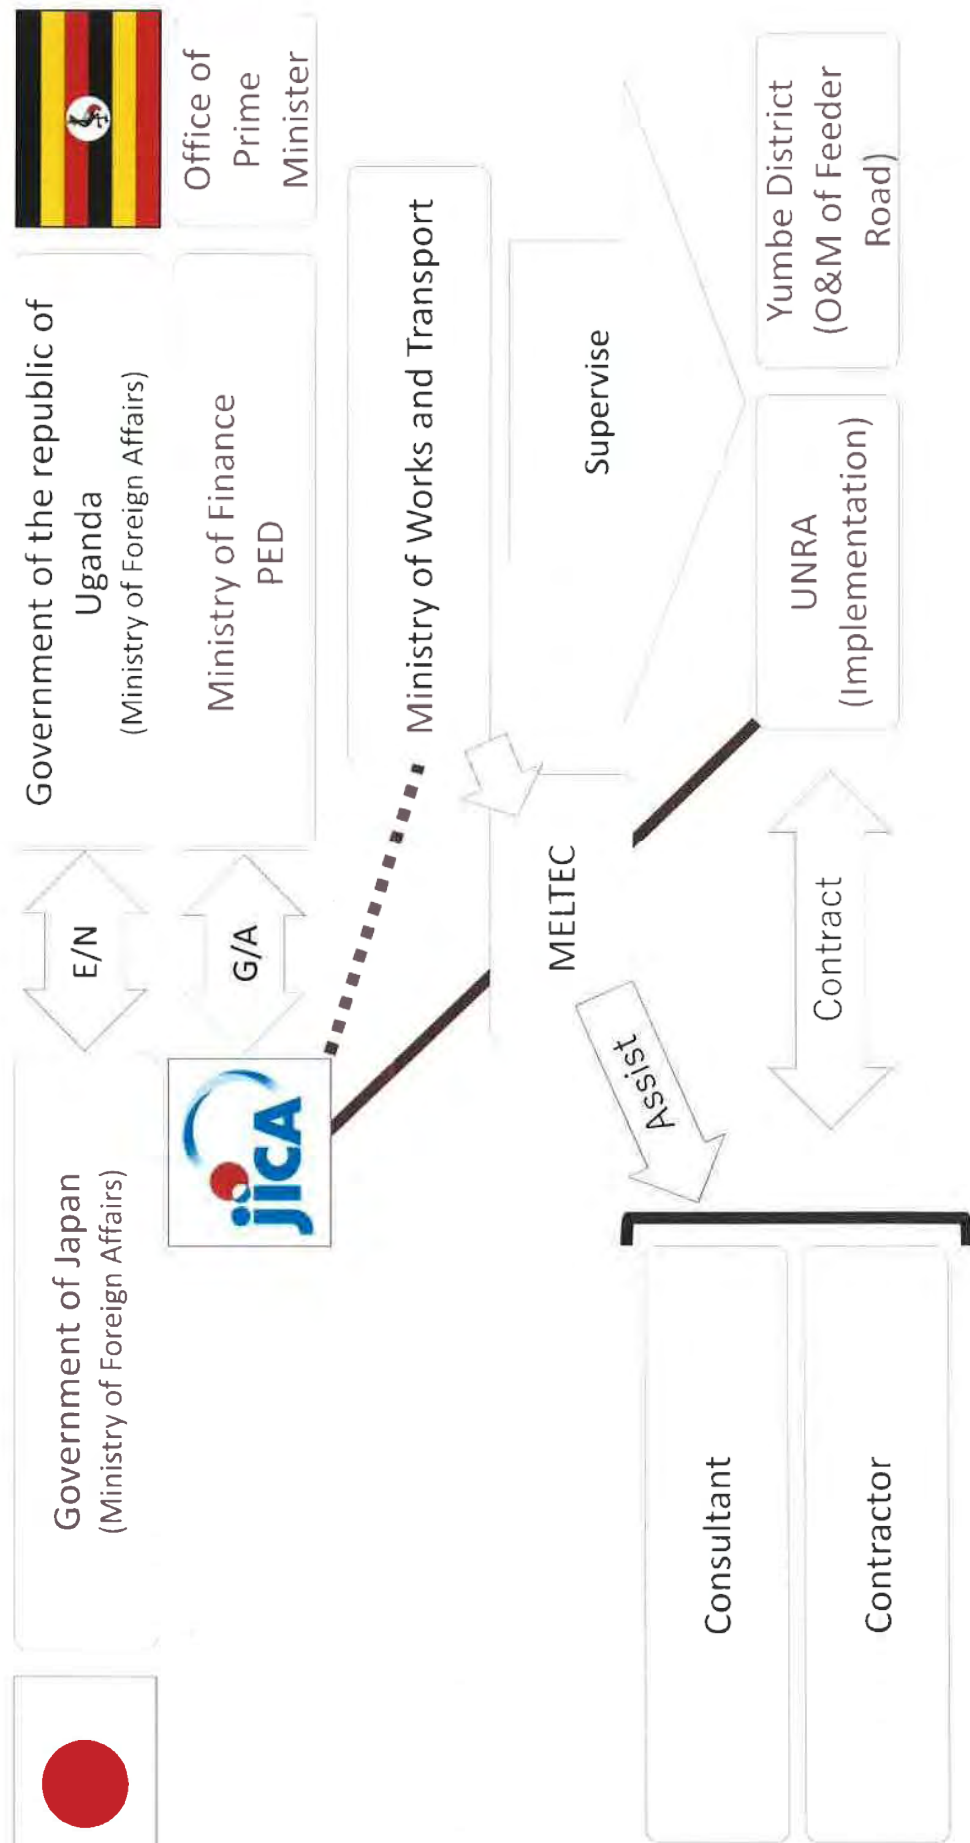 Government of Japan
(Ministry of Foreign Affairs)
E/N
Government of the republic of
Uganda
(Ministry of Foreign Affairs)
jICA
G/A
Ministry of Finance
PED
Office of
Prime
Minister
Ministry of Works and Transport
MELTEC
Supervise
Assist
Consultant
Contractor
Contract
UNRA
(Implementation)
Yumbe District
(O&M of Feeder
Road)